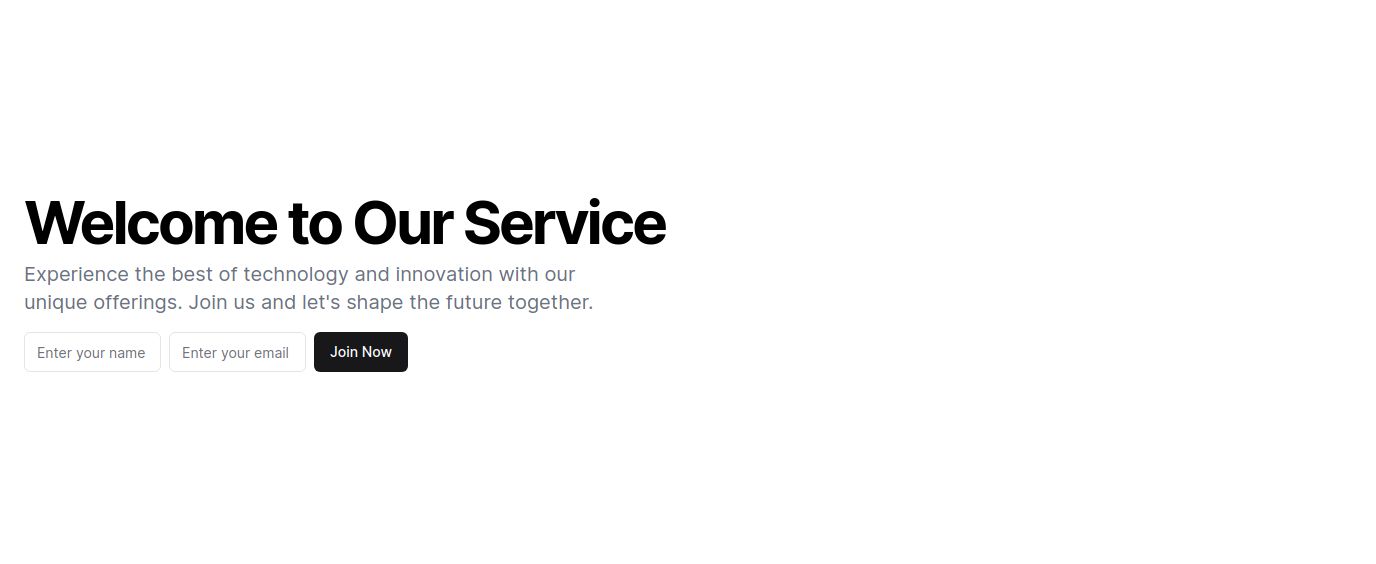 Welcome to Our Service
Experience the best of technology and innovation with our
unique offerings. Join us and let's shape the future together.
Enter your name Enter your email Join Now